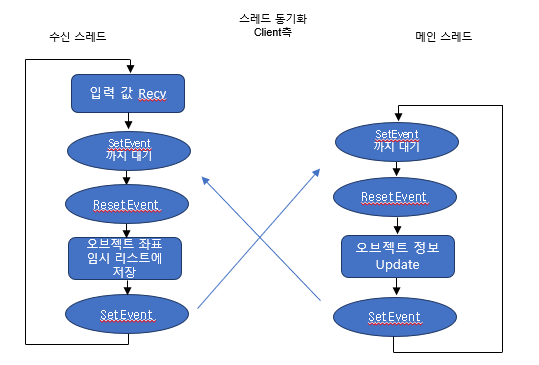 스레드 동기화
Client측
수신 스레드
메인 스레드
입력 값 Recv
SetEvent
까지 대기
ResetEvent
오브젝트 좌표
임시 리스트에
저장
SetEvent
SetEvent
까지 대기
ResetEvent
오브젝트 정보
Update
SetEvent